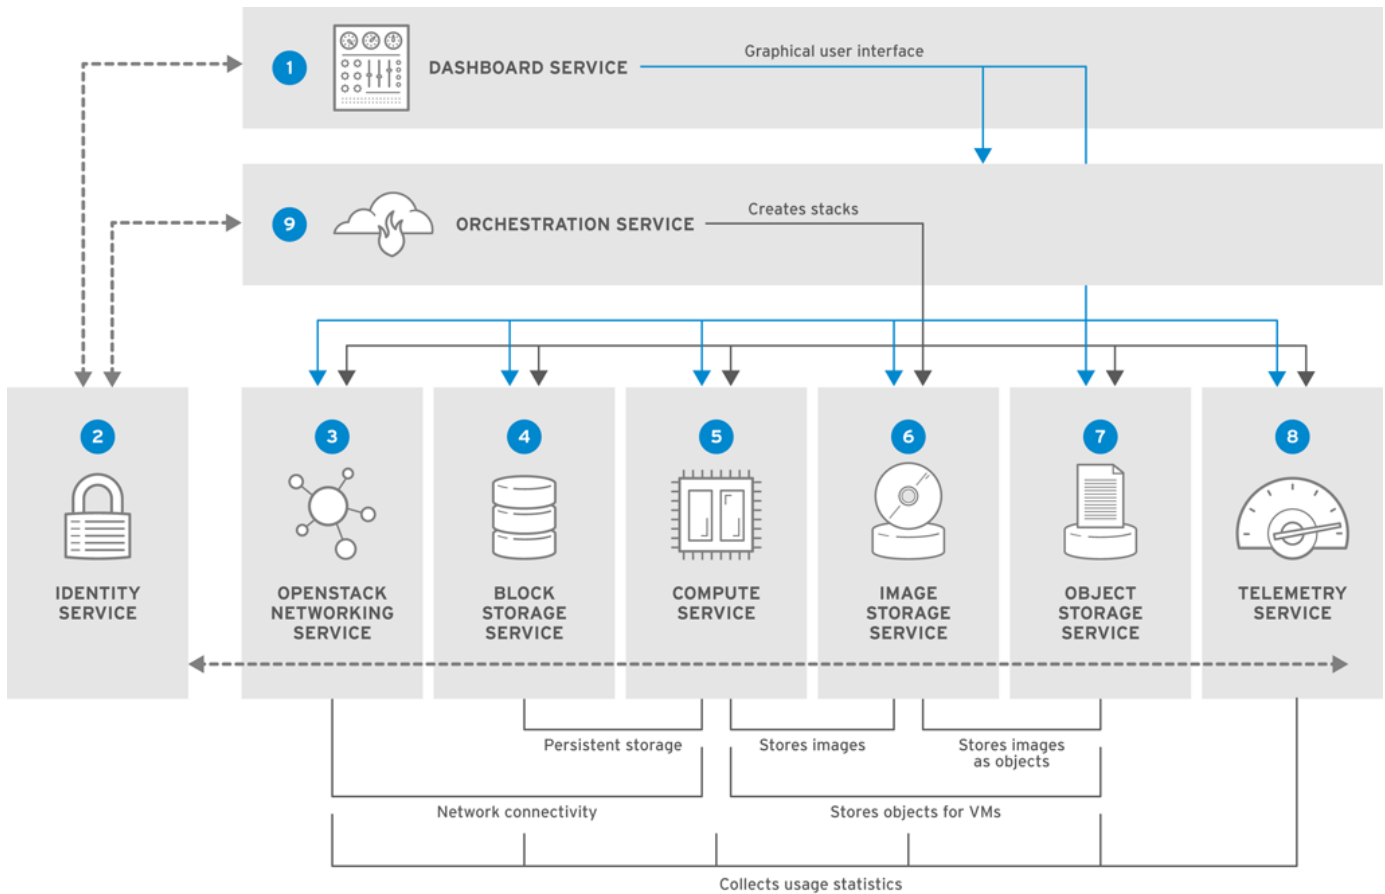 1
DASHBOARD SERVICE
Graphical user interface
9
ORCHESTRATION SERVICE
Creates stacks
2
IDENTITY
SERVICE
3
OPENSTACK
NETWORKING
SERVICE
4
BLOCK
STORAGE
SERVICE
5
COMPUTE
SERVICE
6
IMAGE
STORAGE
SERVICE
7
OBJECT
STORAGE
SERVICE
8
TELEMETRY
SERVICE
Persistent storage
Stores images
Stores images
as objects
Network connectivity
Stores objects for VMs
Collects usage statistics